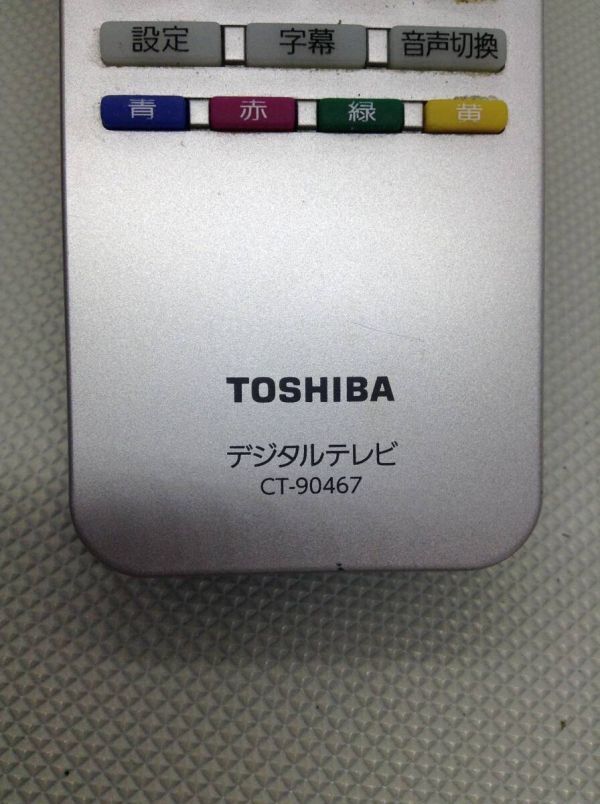 設定 字幕 音声切換
青 赤 緑 黄
TOSHIBA
デジタルテレビ
CT-90467